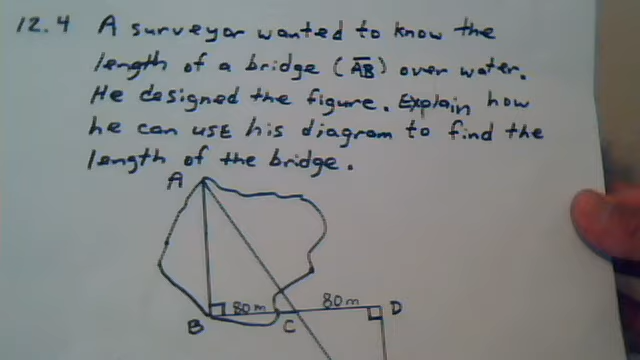 12.4 A surveyor wanted to know the
length of a bridge (AB) over water.
He designed the figure. Explain how
he can use his diagram to find the
length of the bridge.
A
80m 80m D
B C